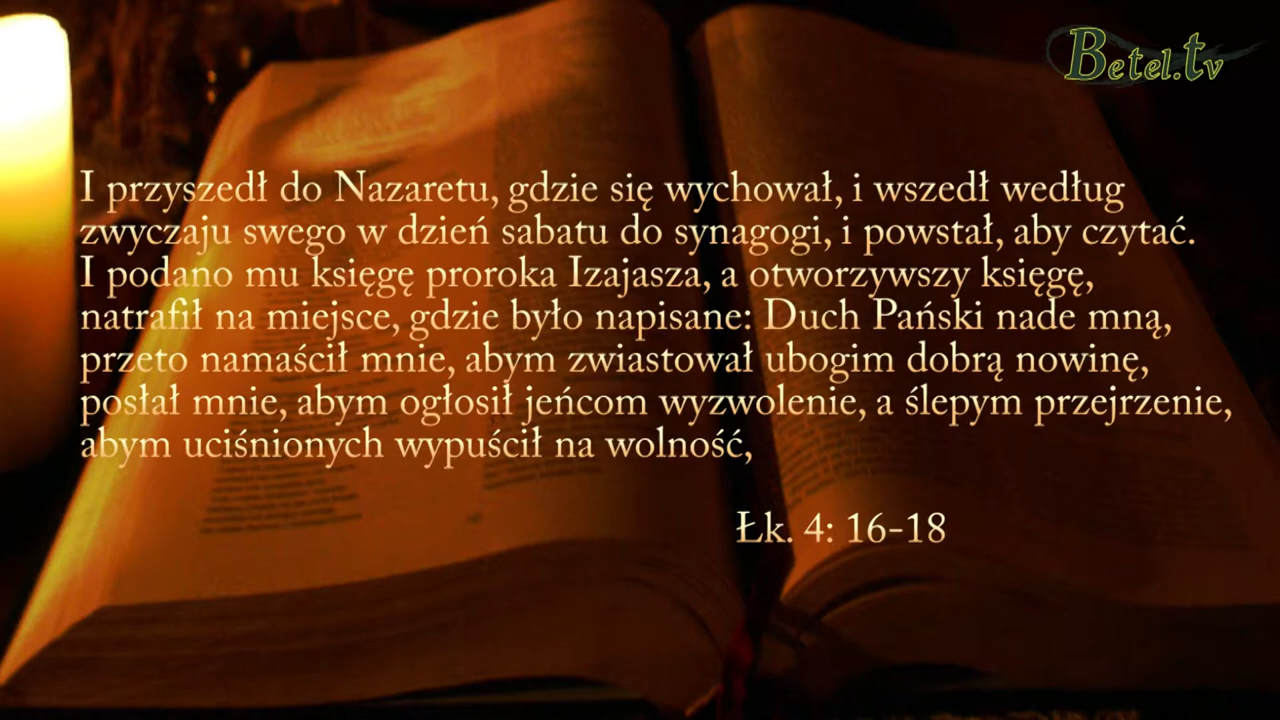 Betel.tv
I przyszedł do Nazaretu, gdzie się wychował, i wszedł według
zwyczaju swego w dzień sabatu do synagogi, i powstał, aby czytać.
I podano mu księgę proroka Izajasza, a otworzywszy księgę,
natrafił na miejsce, gdzie było napisane: Duch Pański nade mną,
przeto namaścił mnie, abym zwiastował ubogim dobrą nowinę,
posłał mnie, abym ogłosił jeńcom wyzwolenie, a ślepym przejrzenie,
abym uciśnionych wypuścił na wolność,
Łk. 4: 16-18